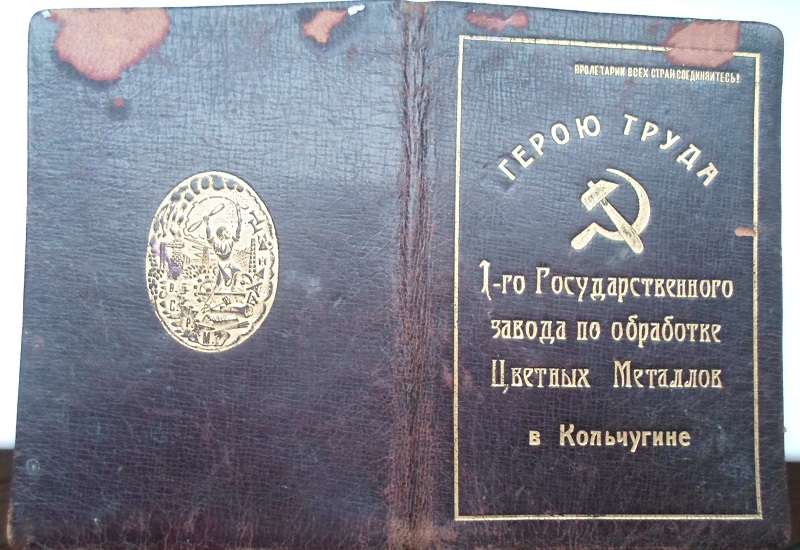 ПРОЛЕТАРИИ ВСЕХ СТРАН СОЕДИНЯЙТЕСЬ!
ГЕРОЮ ТРУДА
1-го Государственного
завода по обработке
Цветных Металлов
в Кольчугине
В.С.Р.М.